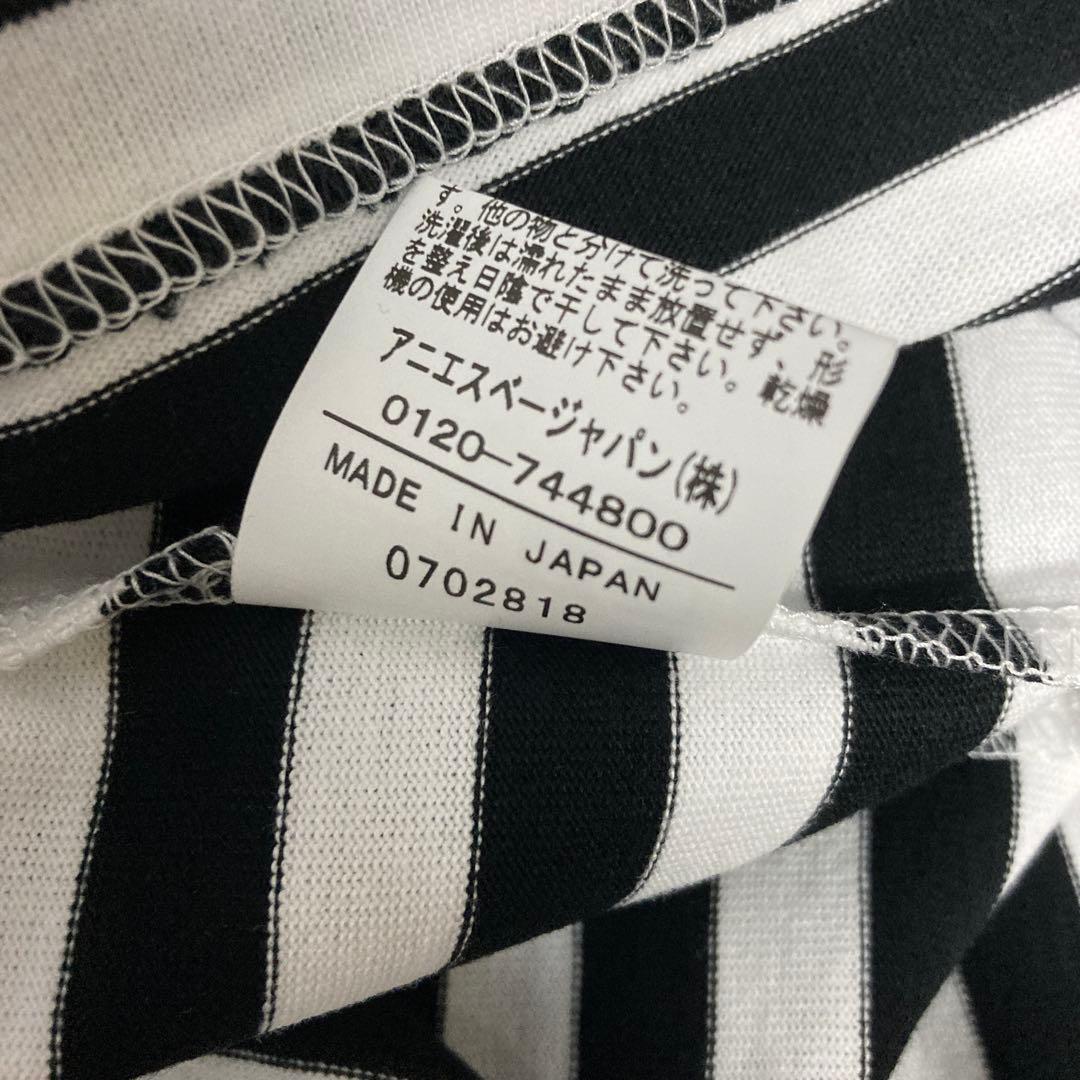 す。他の物と分けて洗って下さい。
洗濯後は濡れたまま放置せず、形
を整え日陰で干して下さい。乾燥
機の使用はお避け下さい。
アニエスベージャパン(株)
0120-744800
MADE IN JAPAN
0702818